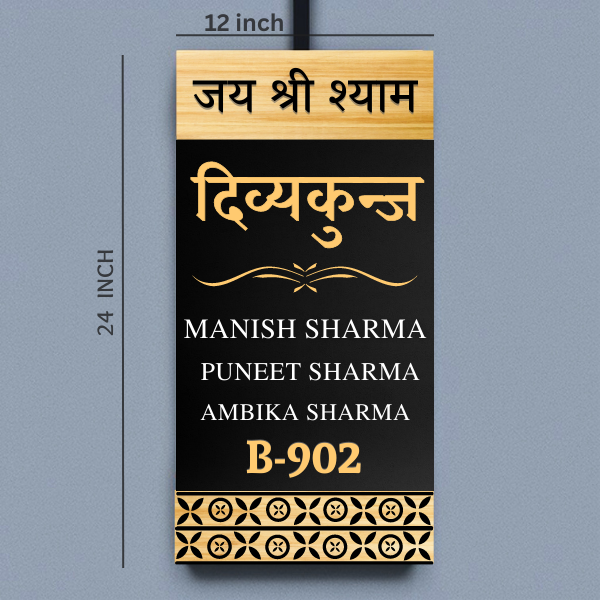 12 inch
24 INCH
जय श्री श्याम
दिव्यकुन्ज
MANISH SHARMA
PUNEET SHARMA
AMBIKA SHARMA
B-902